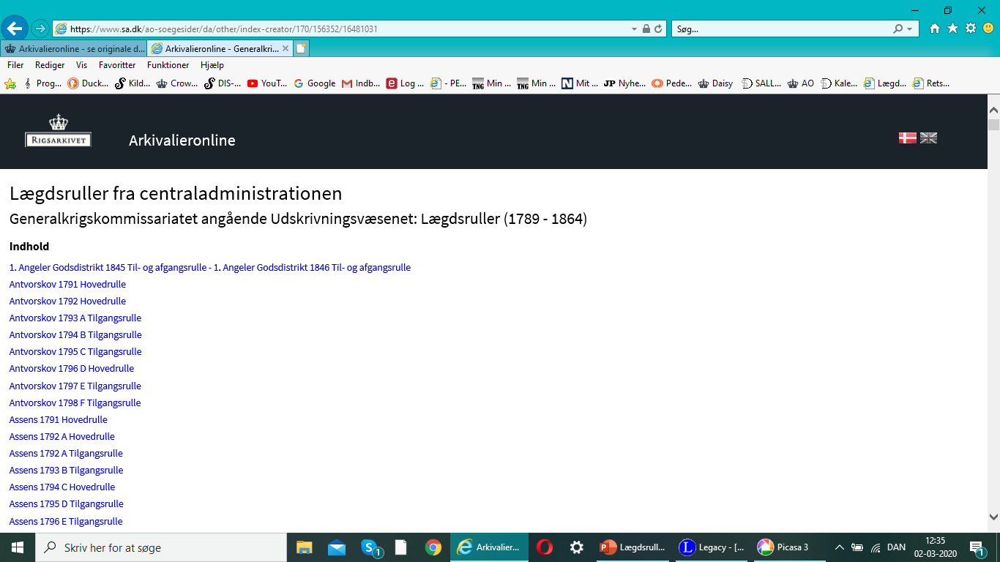 https://www.sa.dk/ao-soegesider/da/other/index-creator/170/156352/16481031
Søg...
Arkivalieronline - se originale d...
Arkivalieronline - Generalkri...
Filer Rediger Vis Favoritter Funktioner Hjælp
Prog... Duck... Kild... Crow... DIS-... YouT... Google Indb... Log ... - PE... TNG Min ... TNG Min ... N Mit ... JP Nyhe... Pede... Daisy SALL... AO Kale... Lægd... Rets...
RIGSARKIVET
Arkivalieronline
Lægdsruller fra centraladministrationen
Generalkrigskommissariatet angående Udskrivningsvæsenet: Lægdsruller (1789 - 1864)
Indhold
1. Angeler Godsdistrikt 1845 Til- og afgangsrulle - 1. Angeler Godsdistrikt 1846 Til- og afgangsrulle
Antvorskov 1791 Hovedrulle
Antvorskov 1792 Hovedrulle
Antvorskov 1793 A Tilgangsrulle
Antvorskov 1794 B Tilgangsrulle
Antvorskov 1795 C Tilgangsrulle
Antvorskov 1796 D Hovedrulle
Antvorskov 1797 E Tilgangsrulle
Antvorskov 1798 F Tilgangsrulle
Assens 1791 Hovedrulle
Assens 1792 A Hovedrulle
Assens 1792 A Tilgangsrulle
Assens 1793 B Tilgangsrulle
Assens 1794 C Hovedrulle
Assens 1795 D Tilgangsrulle
Assens 1796 E Tilgangsrulle
Skriv her for at søge
S 1
Arkivalier...
Lægdsrull...
L Legacy - [...
Picasa 3
DAN
12:35
02-03-2020
1